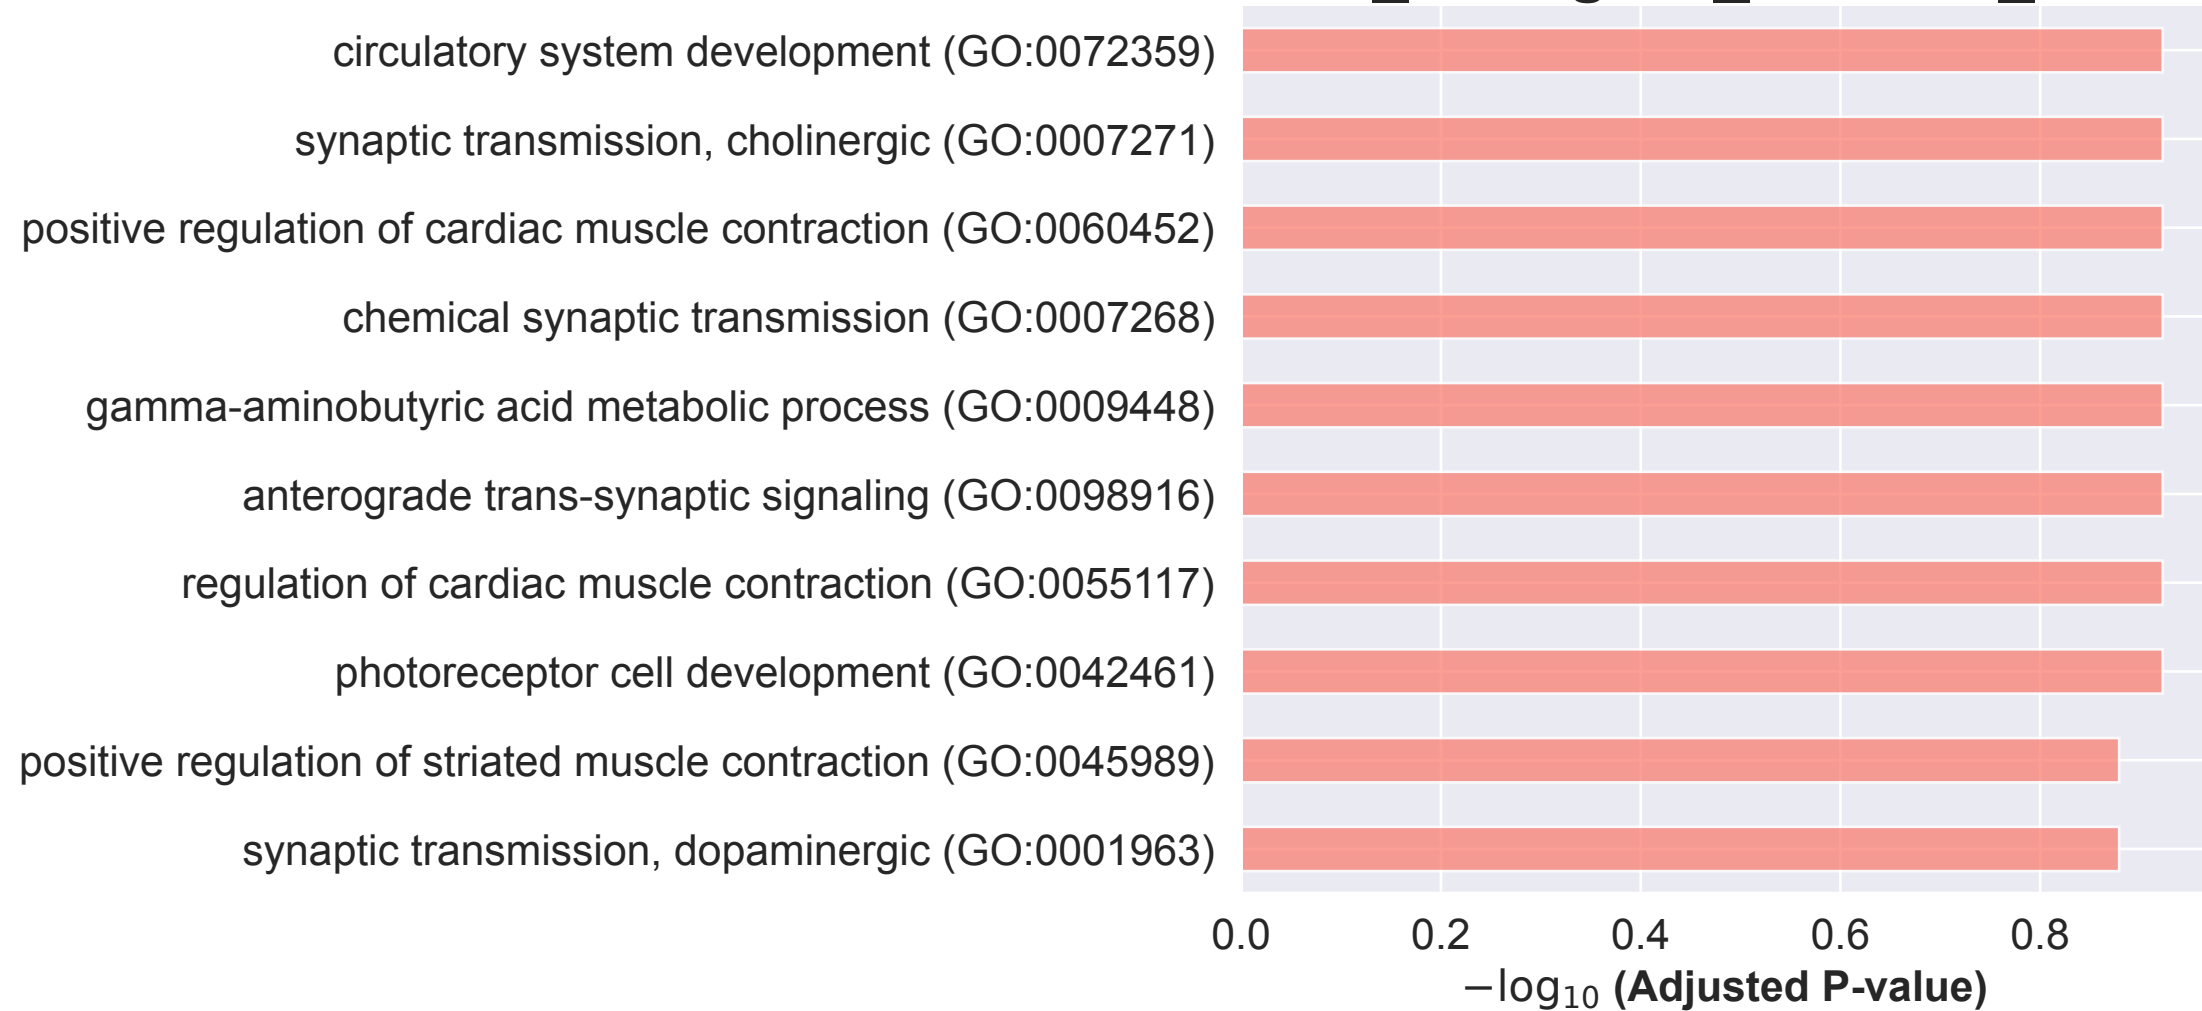 circulatory system development (GO:0072359)
synaptic transmission, cholinergic (GO:0007271)
positive regulation of cardiac muscle contraction (GO:0060452)
chemical synaptic transmission (GO:0007268)
gamma-aminobutyric acid metabolic process (GO:0009448)
anterograde trans-synaptic signaling (GO:0098916)
regulation of cardiac muscle contraction (GO:0055117)
photoreceptor cell development (GO:0042461)
positive regulation of striated muscle contraction (GO:0045989)
synaptic transmission, dopaminergic (GO:0001963)
0.0 0.2 0.4 0.6 0.8
−log₁₀ (Adjusted P-value)